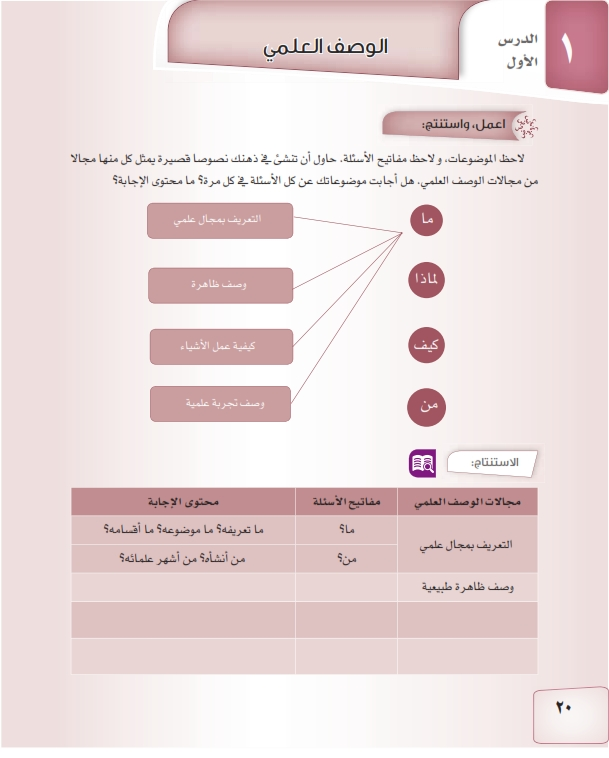 ١
الدرس
الأول
الوصف العلمي
اعمل، واستنتج:
لاحظ الموضوعات، و لاحظ مفاتيح الأسئلة. حاول أن تنشئ في ذهنك نصوصا قصيرة يمثل كل منها مجالا
من مجالات الوصف العلمي. هل أجابت موضوعاتك عن كل الأسئلة في كل مرة؟ ما محتوى الإجابة؟
ما
التعريف بمجال علمي
لماذا
وصف ظاهرة
كيف
كيفية عمل الأشياء
من
وصف تجربة علمية
الاستنتاج:
مجالات الوصف العلمي مفاتيح الأسئلة محتوى الإجابة
التعريف بمجال علمي
ما؟ ما تعريفه؟ ما موضوعه؟ ما أقسامه؟
من؟ من أنشأه؟ من أشهر علمائه؟
وصف ظاهرة طبيعية
٢٠